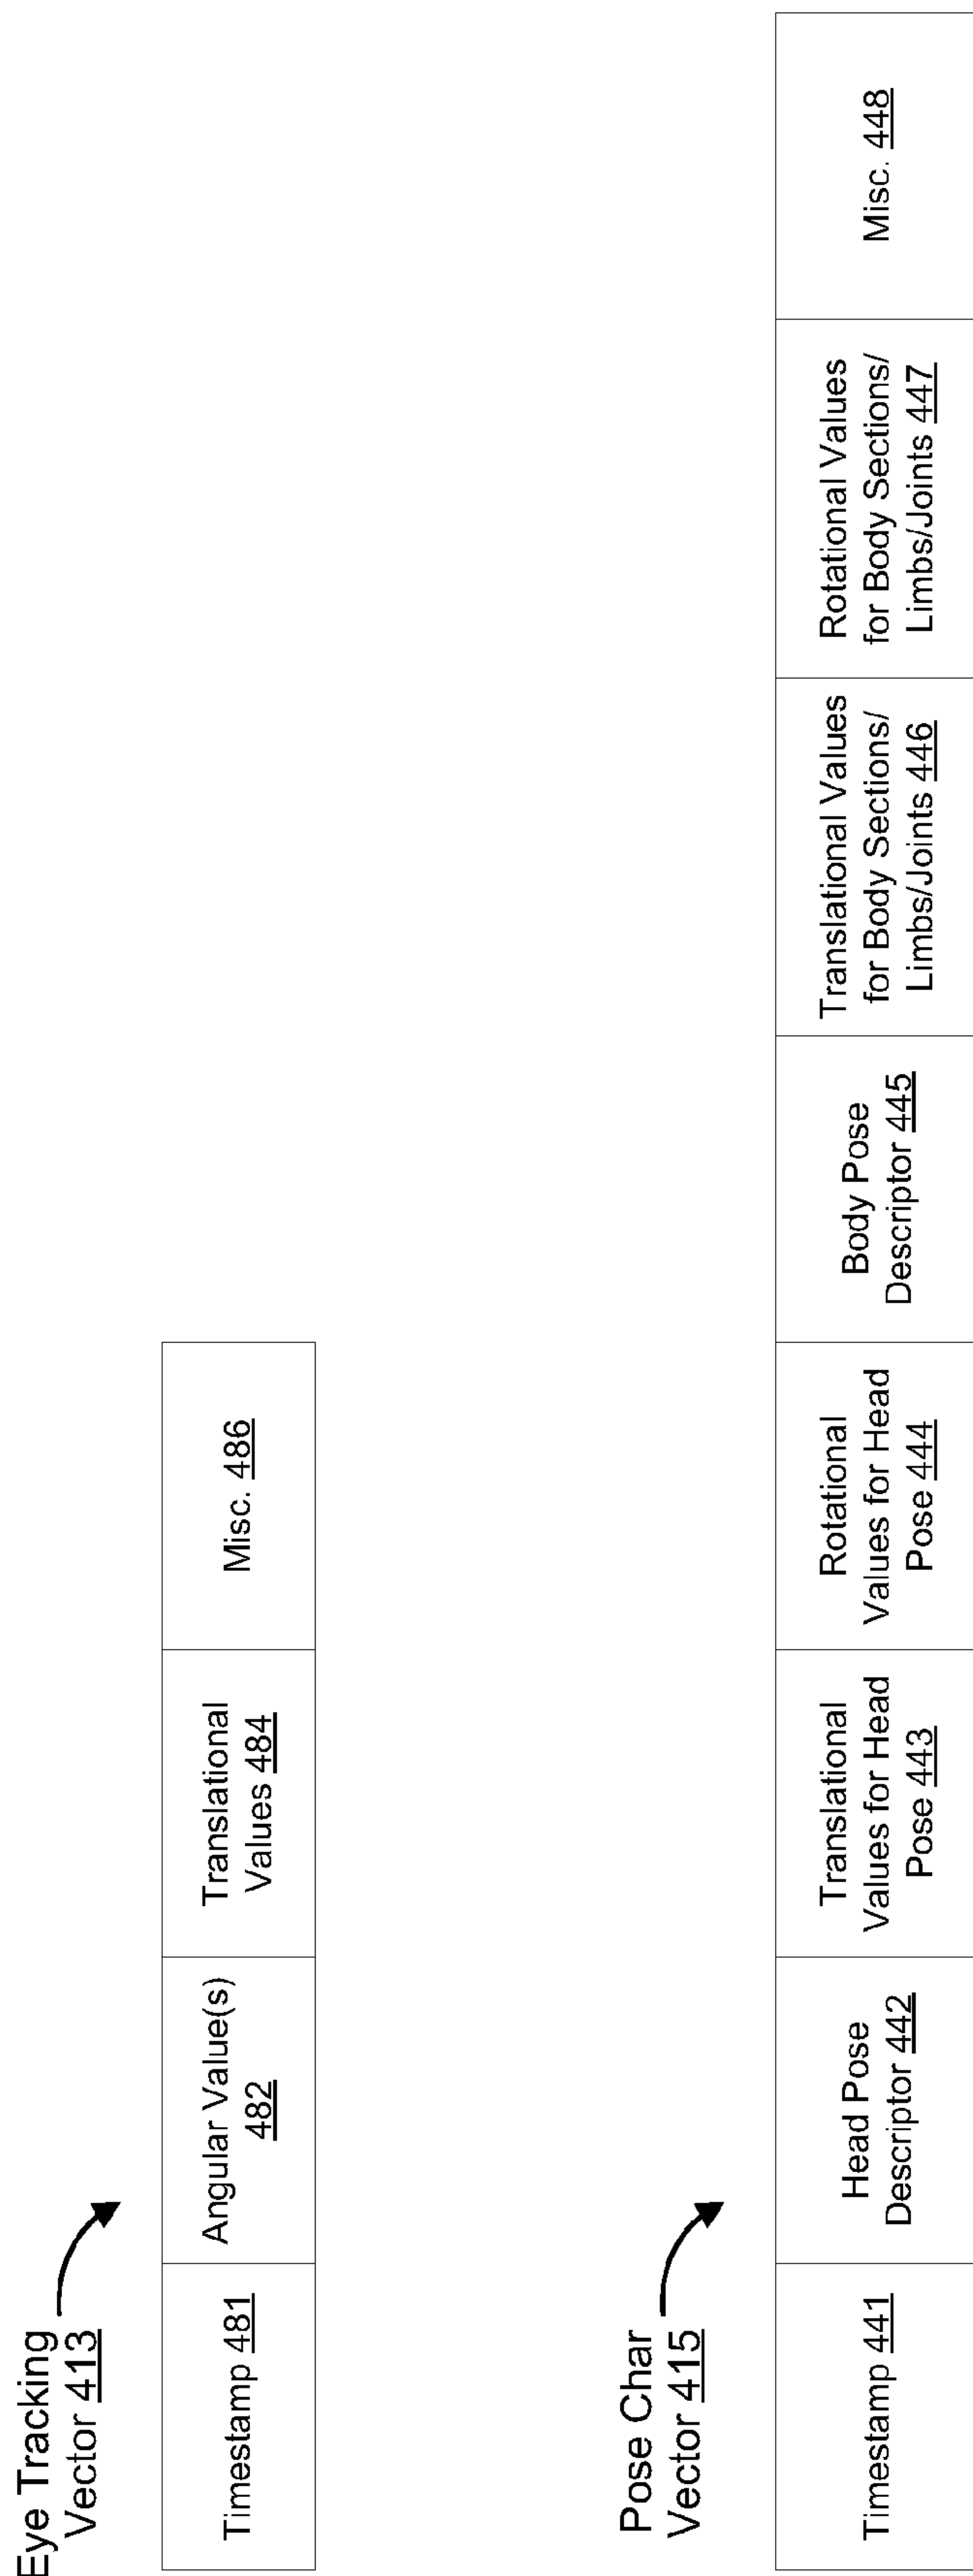 Eye Tracking
Vector 413
Timestamp 481
Angular Value(s)
482
Translational
Values 484
Misc. 486
Pose Char
Vector 415
Timestamp 441
Head Pose
Descriptor 442
Translational
Values for Head
Pose 443
Rotational
Values for Head
Pose 444
Body Pose
Descriptor 445
Translational Values
for Body Sections/
Limbs/Joints 446
Rotational Values
for Body Sections/
Limbs/Joints 447
Misc. 448